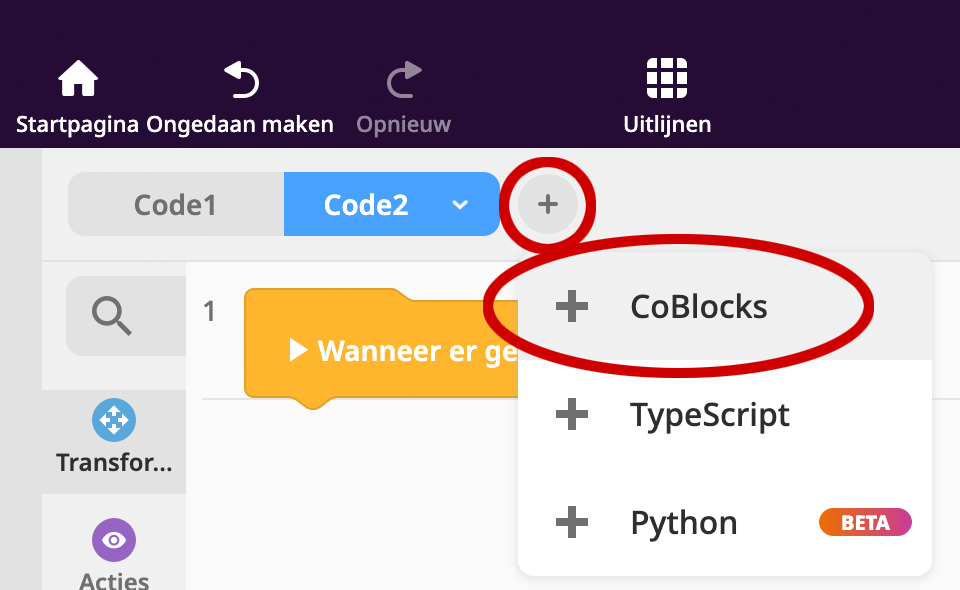 Startpagina Ongedaan maken Opnieuw Uitlijnen
Code1 Code2 +
1
Wanneer er ge
CoBlocks
TypeScript
Python BETA
Transfor...
Acties